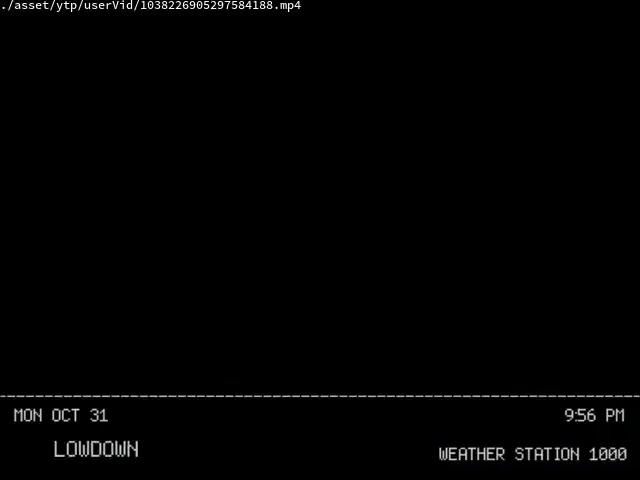 ./asset/ytp/userVid/1038226905297584188.mp4
MON OCT 31 9:56 PM
LOWDOWN WEATHER STATION 1000